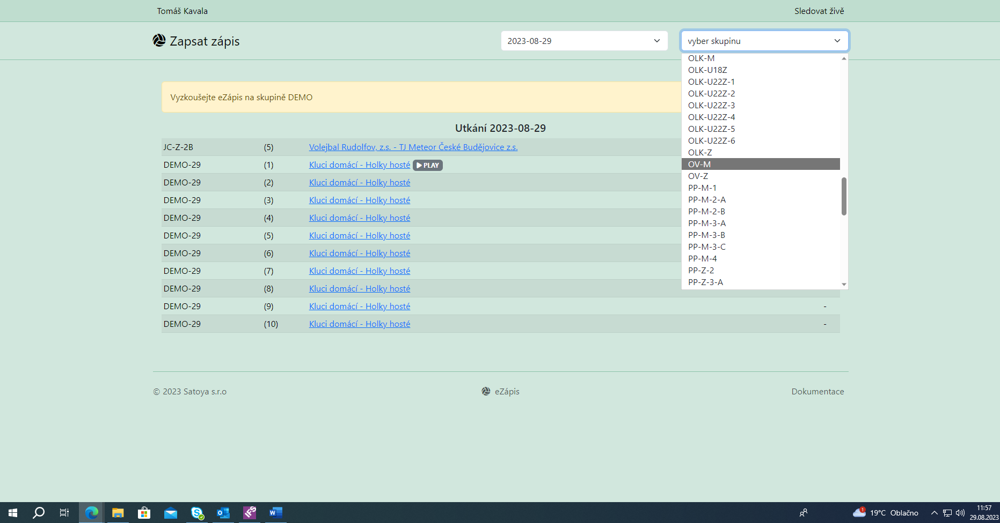 Tomáš Kavala
Sledovat živě
Zapsat zápis
2023-08-29
vyber skupinu
OLK-M
OLK-U18Z
OLK-U22Z-1
OLK-U22Z-2
OLK-U22Z-3
OLK-U22Z-4
OLK-U22Z-5
OLK-U22Z-6
OLK-Z
OV-M
OV-Z
PP-M-1
PP-M-2-A
PP-M-2-B
PP-M-3-A
PP-M-3-B
PP-M-3-C
PP-M-4
PP-Z-2
PP-Z-3-A
Vyzkoušejte eZápis na skupině DEMO
Utkání 2023-08-29
JC-Z-2B (5) Volejbal Rudolfov, z.s. - TJ Meteor České Budějovice z.s.
DEMO-29 (1) Kluci domácí - Holky hosté PLAY
DEMO-29 (2) Kluci domácí - Holky hosté
DEMO-29 (3) Kluci domácí - Holky hosté
DEMO-29 (4) Kluci domácí - Holky hosté
DEMO-29 (5) Kluci domácí - Holky hosté
DEMO-29 (6) Kluci domácí - Holky hosté
DEMO-29 (7) Kluci domácí - Holky hosté
DEMO-29 (8) Kluci domácí - Holky hosté
DEMO-29 (9) Kluci domácí - Holky hosté -
DEMO-29 (10) Kluci domácí - Holky hosté -
© 2023 Satoya s.r.o
eZápis
Dokumentace
1
19°C Oblačno
11:57
29.08.2023